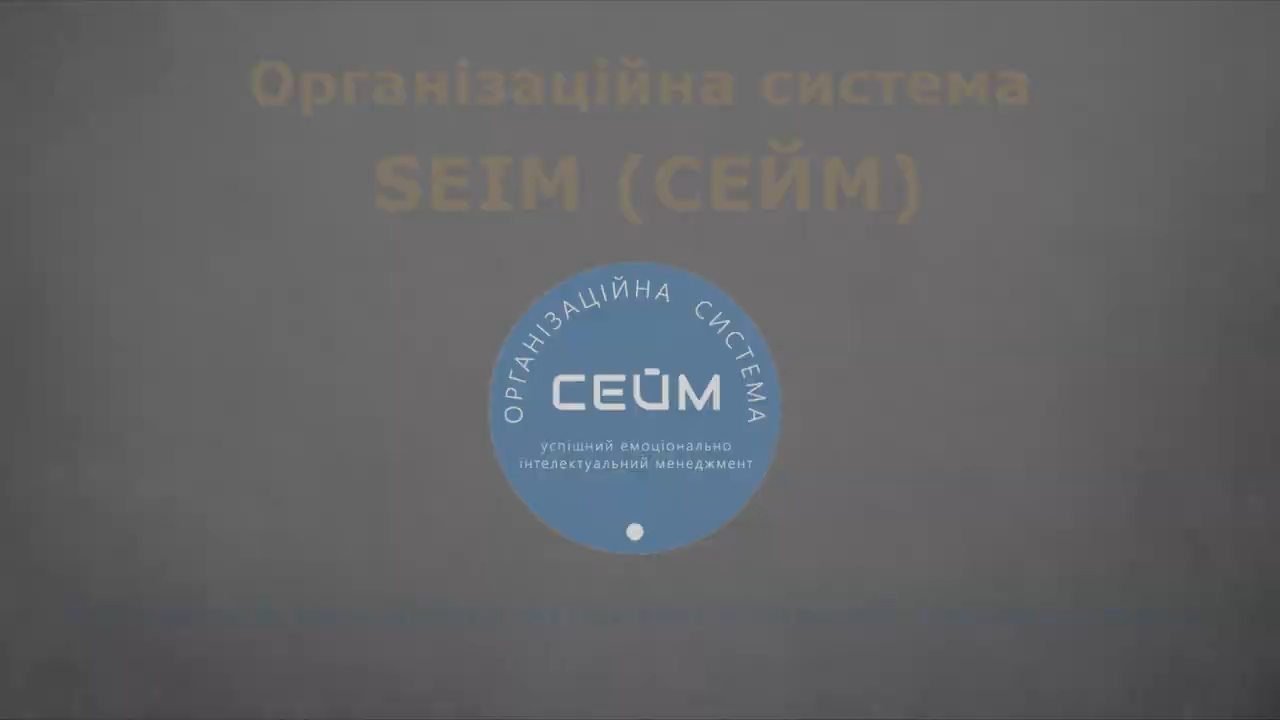 Організаційна система
SEIM (СЕЙМ)
ОРГАНІЗАЦІЙНА СИСТЕМА
СЕЙМ
успішний емоціонально
інтелектуальний менеджмент